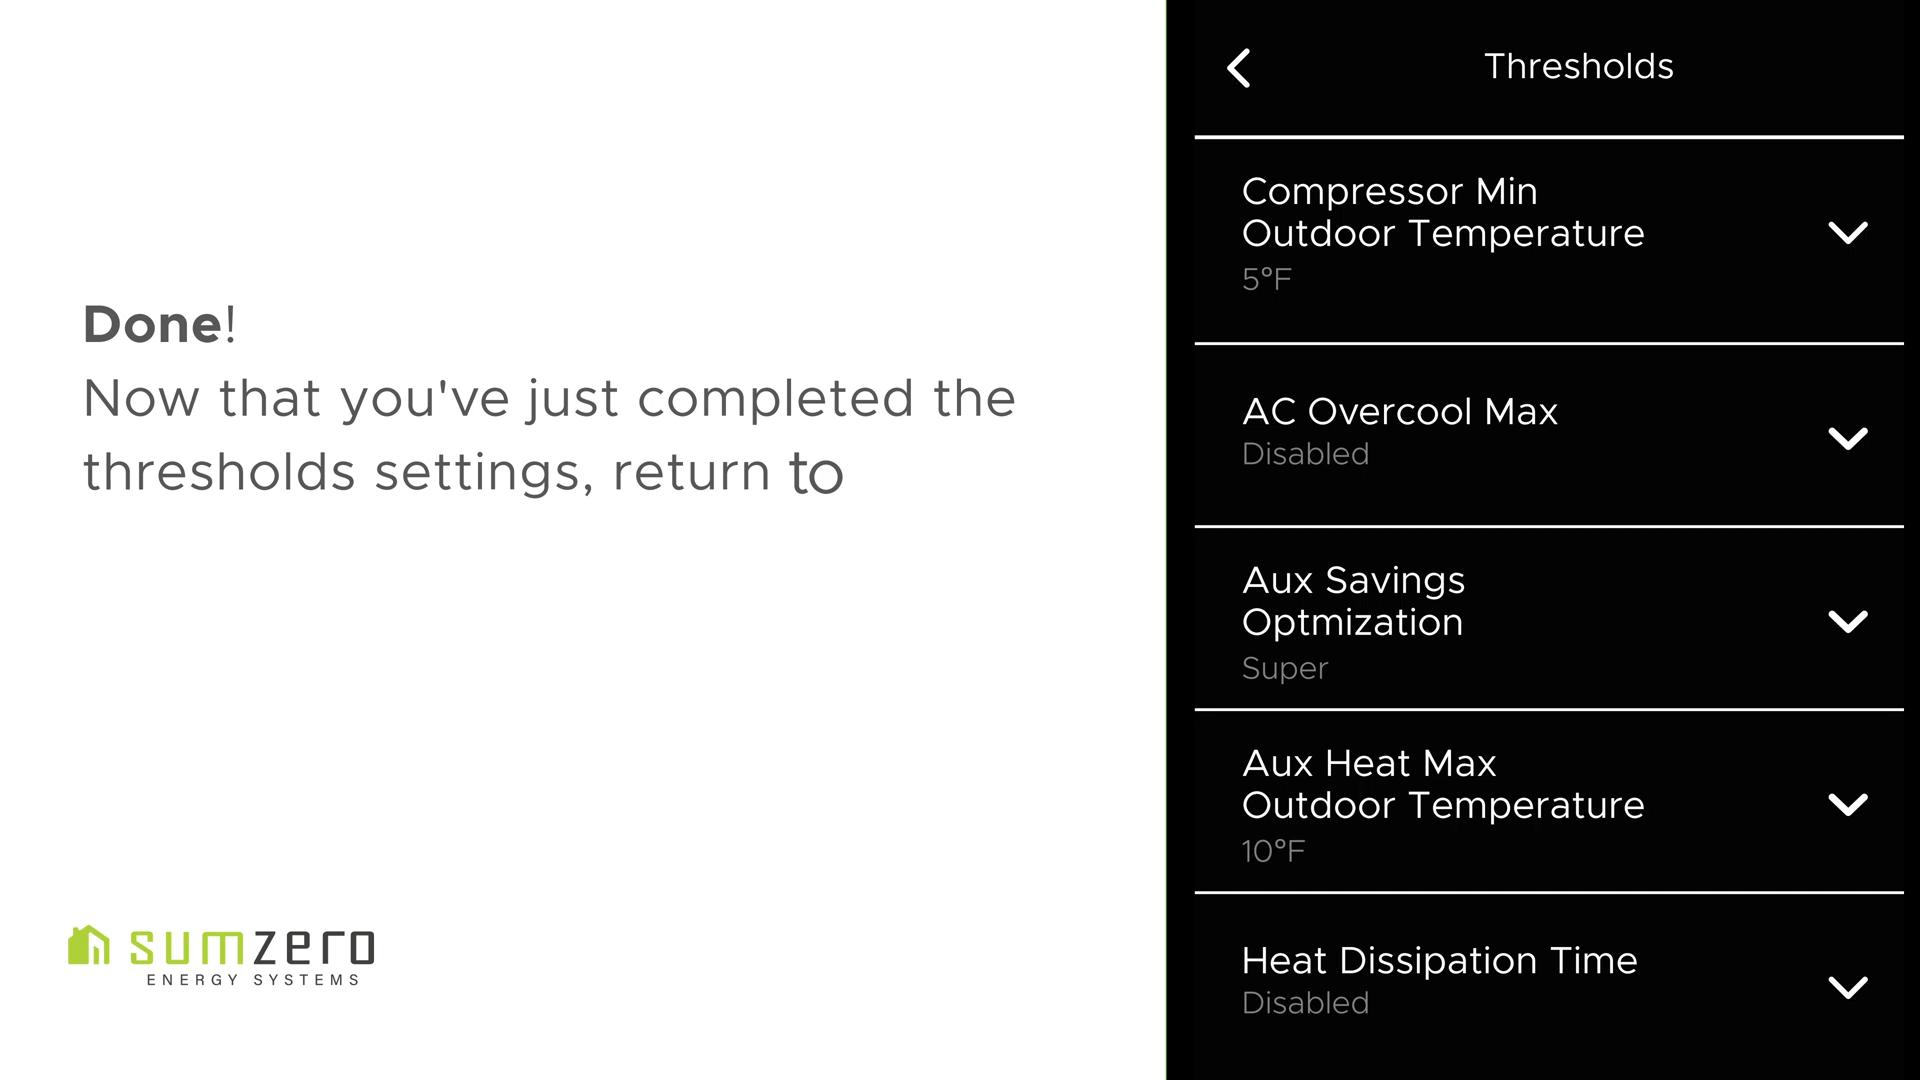 Done!
Now that you've just completed the
thresholds settings, return to
sumzero
ENERGY SYSTEMS
Thresholds
Compressor Min
Outdoor Temperature
5°F
AC Overcool Max
Disabled
Aux Savings
Optmization
Super
Aux Heat Max
Outdoor Temperature
10°F
Heat Dissipation Time
Disabled